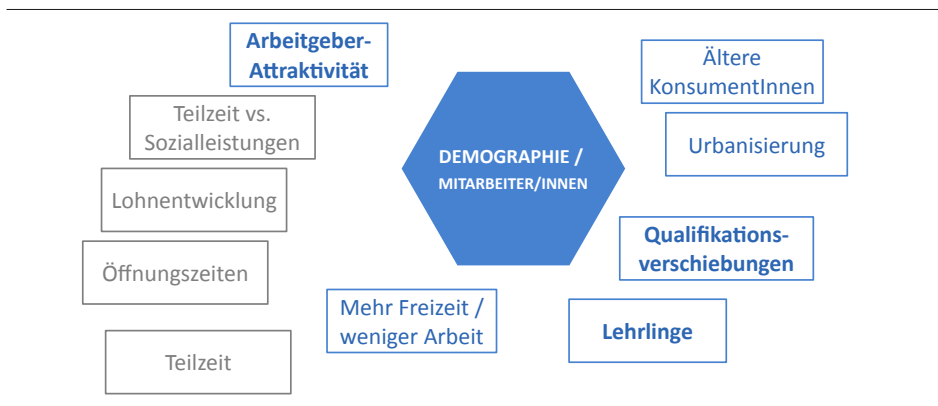 Arbeitgeber-
Attraktivität
Ältere
KonsumentInnen
Teilzeit vs.
Sozialleistungen
Urbanisierung
DEMOGRAPHIE /
MITARBEITER/INNEN
Lohnentwicklung
Qualifikations-
verschiebungen
Öffnungszeiten
Mehr Freizeit /
weniger Arbeit
Lehrlinge
Teilzeit